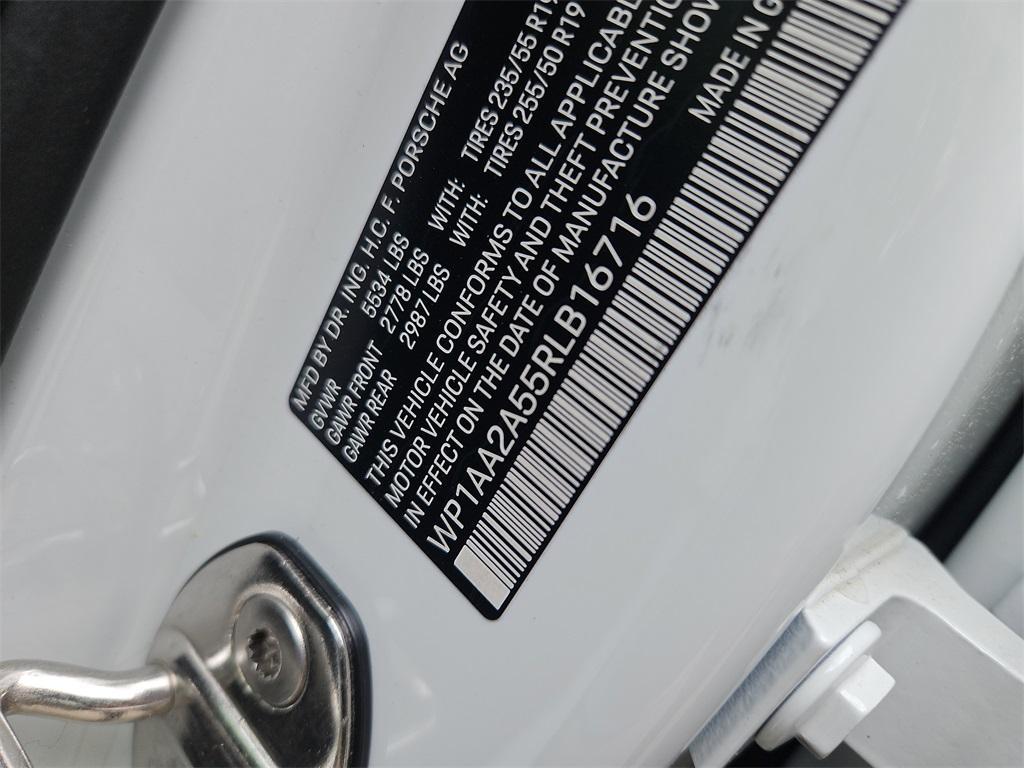 MFD BY DR. ING. H.C. F. PORSCHE AG
GVWR 5534 LBS
GAWR FRONT 2778 LBS WITH: TIRES 235/55 R19
GAWR REAR 2987 LBS WITH: TIRES 255/50 R19
THIS VEHICLE CONFORMS TO ALL APPLICABLE
MOTOR VEHICLE SAFETY AND THEFT PREVENTIO
IN EFFECT ON THE DATE OF MANUFACTURE SHOW
WP1AA2A55RLB16716 MADE IN G